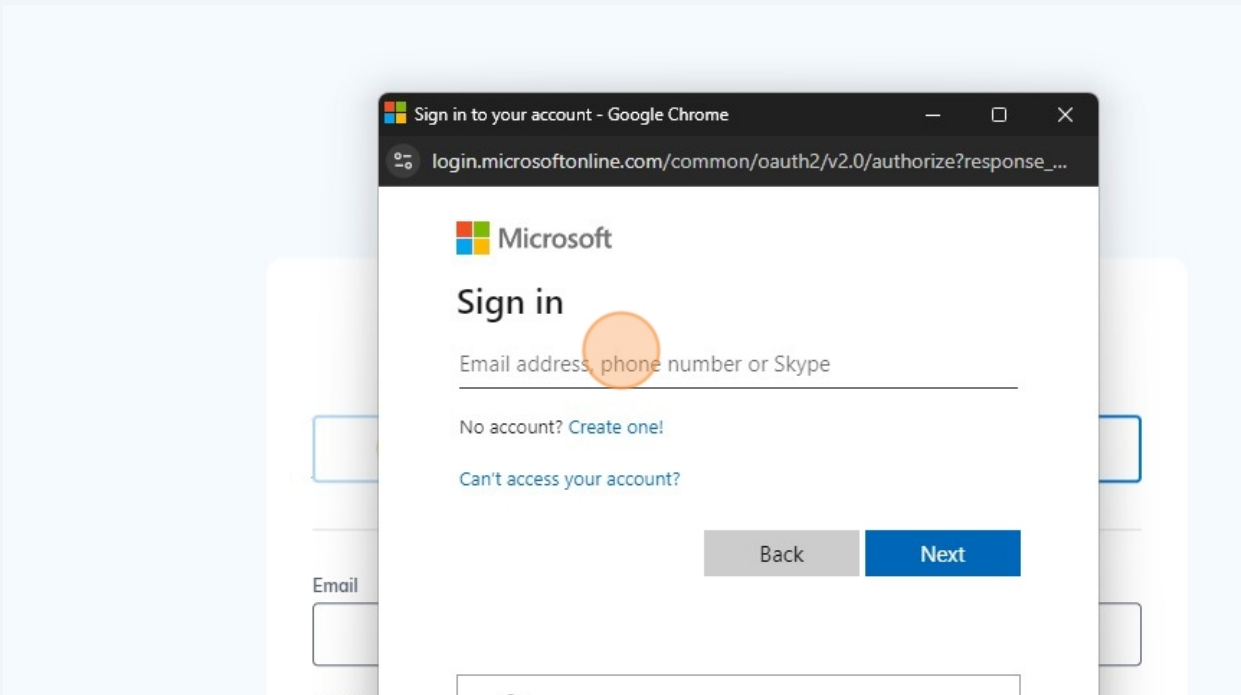 Sign in to your account - Google Chrome
login.microsoftonline.com/common/oauth2/v2.0/authorize?response_...
Microsoft
Sign in
Email address, phone number or Skype
No account? Create one!
Can't access your account?
Back Next
Email